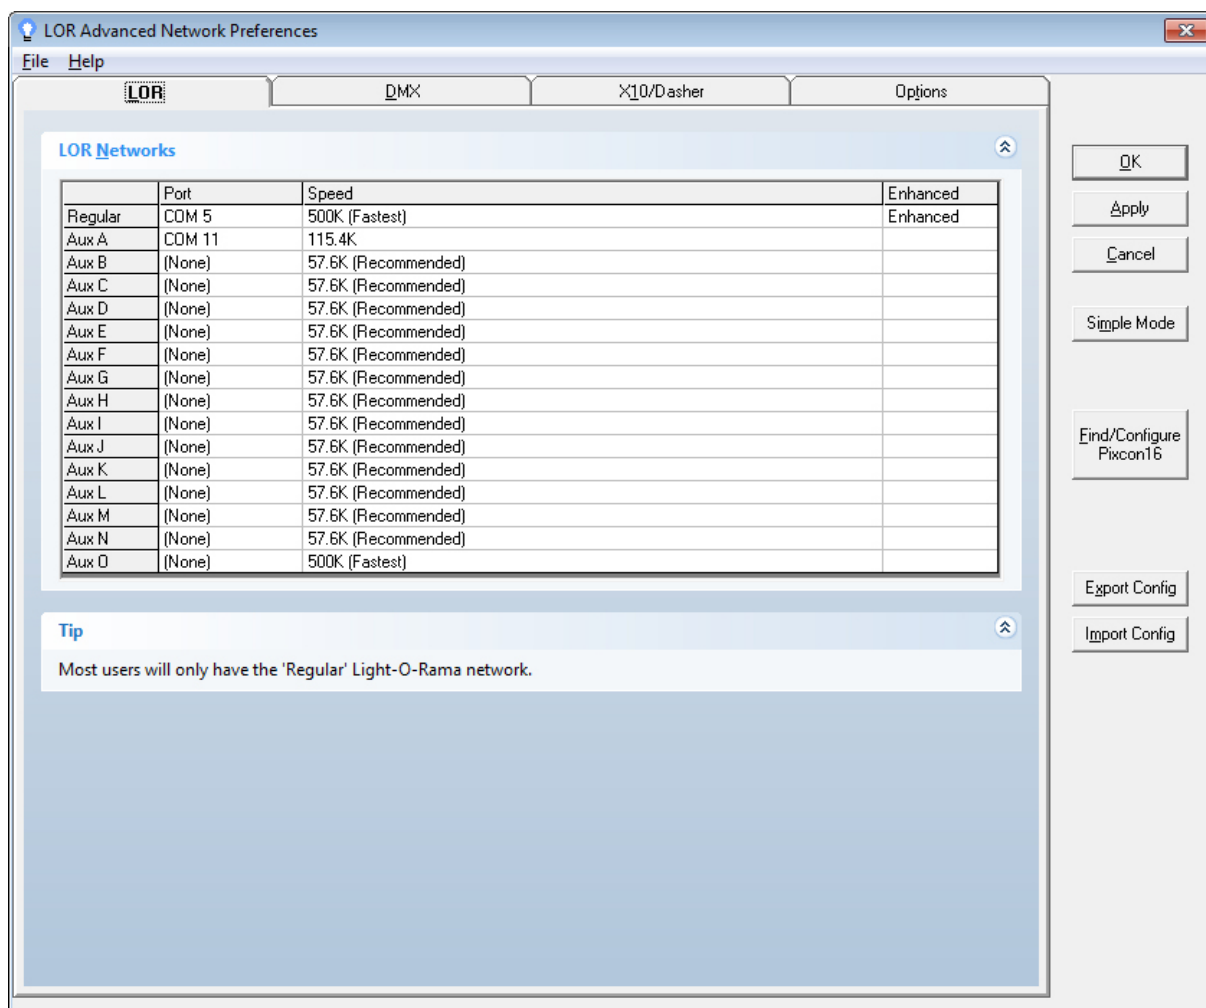 LOR Advanced Network Preferences
File Help
LOR DMX X10/Dasher Options
LOR Networks
Port Speed Enhanced
Regular COM 5 500K (Fastest) Enhanced
Aux A COM 11 115.4K
Aux B (None) 57.6K (Recommended)
Aux C (None) 57.6K (Recommended)
Aux D (None) 57.6K (Recommended)
Aux E (None) 57.6K (Recommended)
Aux F (None) 57.6K (Recommended)
Aux G (None) 57.6K (Recommended)
Aux H (None) 57.6K (Recommended)
Aux I (None) 57.6K (Recommended)
Aux J (None) 57.6K (Recommended)
Aux K (None) 57.6K (Recommended)
Aux L (None) 57.6K (Recommended)
Aux M (None) 57.6K (Recommended)
Aux N (None) 57.6K (Recommended)
Aux O (None) 500K (Fastest)
Tip
Most users will only have the 'Regular' Light-O-Rama network.
OK
Apply
Cancel
Simple Mode
Find/Configure
Pixcon16
Export Config
Import Config